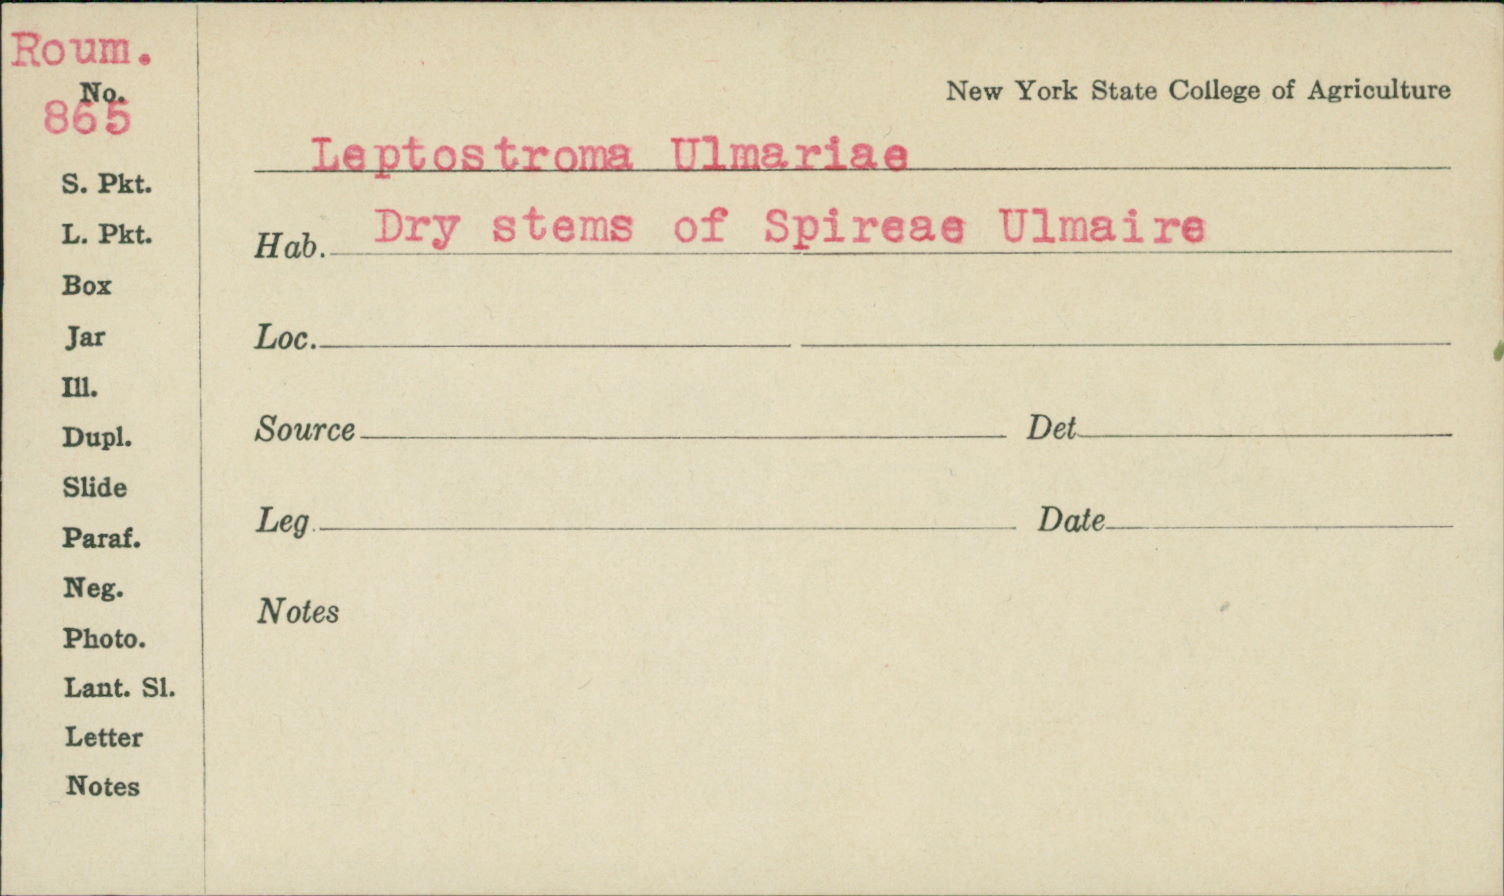 Roum.
No.
865
S. Pkt.
L. Pkt.
Box
Jar
Ill.
Dupl.
Slide
Paraf.
Neg.
Photo.
Lant. Sl.
Letter
Notes
New York State College of Agriculture
Leptostroma Ulmariae
Hab. Dry stems of Spireae Ulmaire
Loc.
Source Det
Leg. Date
Notes